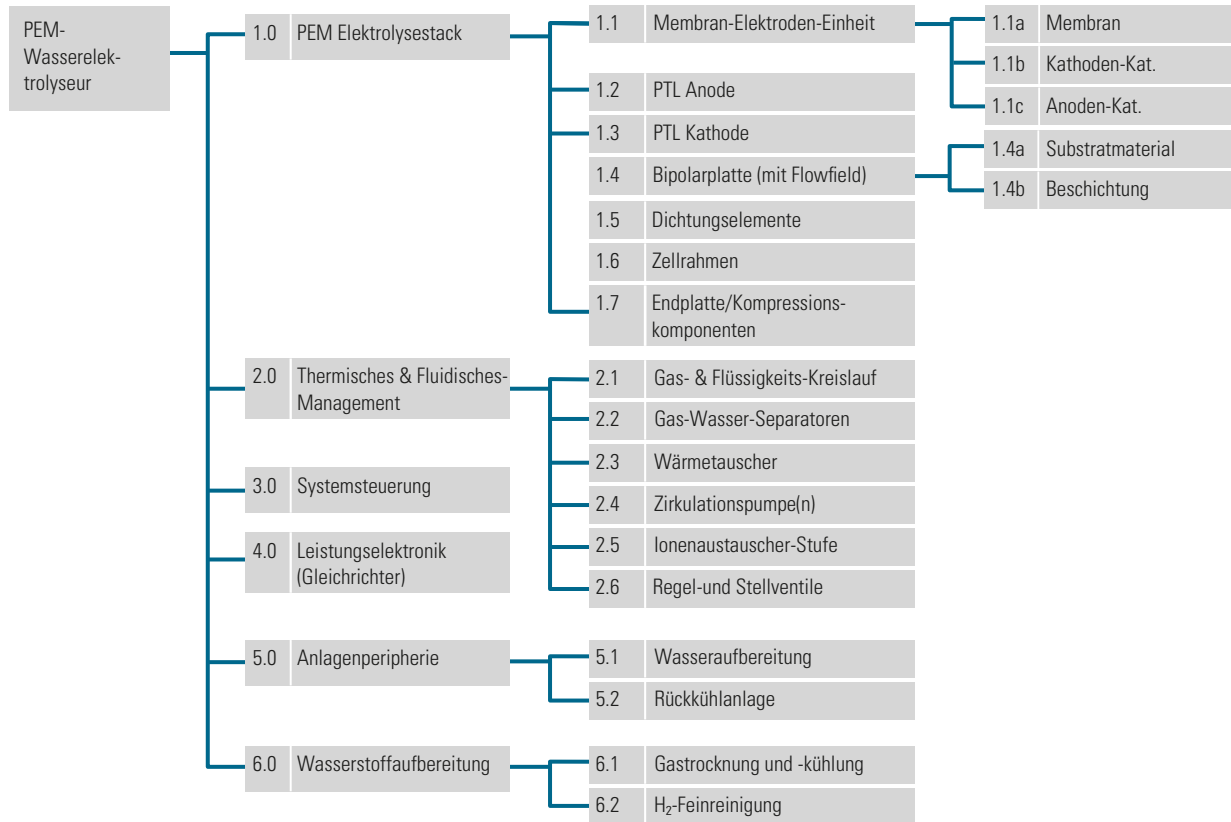 PEM-
Wasserelek-
trolyseur
1.0 PEM Elektrolysestack
1.1 Membran-Elektroden-Einheit
1.1a Membran
1.1b Kathoden-Kat.
1.1c Anoden-Kat.
1.2 PTL Anode
1.3 PTL Kathode
1.4 Bipolarplatte (mit Flowfield)
1.4a Substratmaterial
1.4b Beschichtung
1.5 Dichtungselemente
1.6 Zellrahmen
1.7 Endplatte/Kompressions-
komponenten
2.0 Thermisches & Fluidisches-
Management
2.1 Gas- & Flüssigkeits-Kreislauf
2.2 Gas-Wasser-Separatoren
2.3 Wärmetauscher
2.4 Zirkulationspumpe(n)
2.5 Ionenaustauscher-Stufe
2.6 Regel-und Stellventile
3.0 Systemsteuerung
4.0 Leistungselektronik
(Gleichrichter)
5.0 Anlagenperipherie
5.1 Wasseraufbereitung
5.2 Rückkühlanlage
6.0 Wasserstoffaufbereitung
6.1 Gastrocknung und -kühlung
6.2 H₂-Feinreinigung